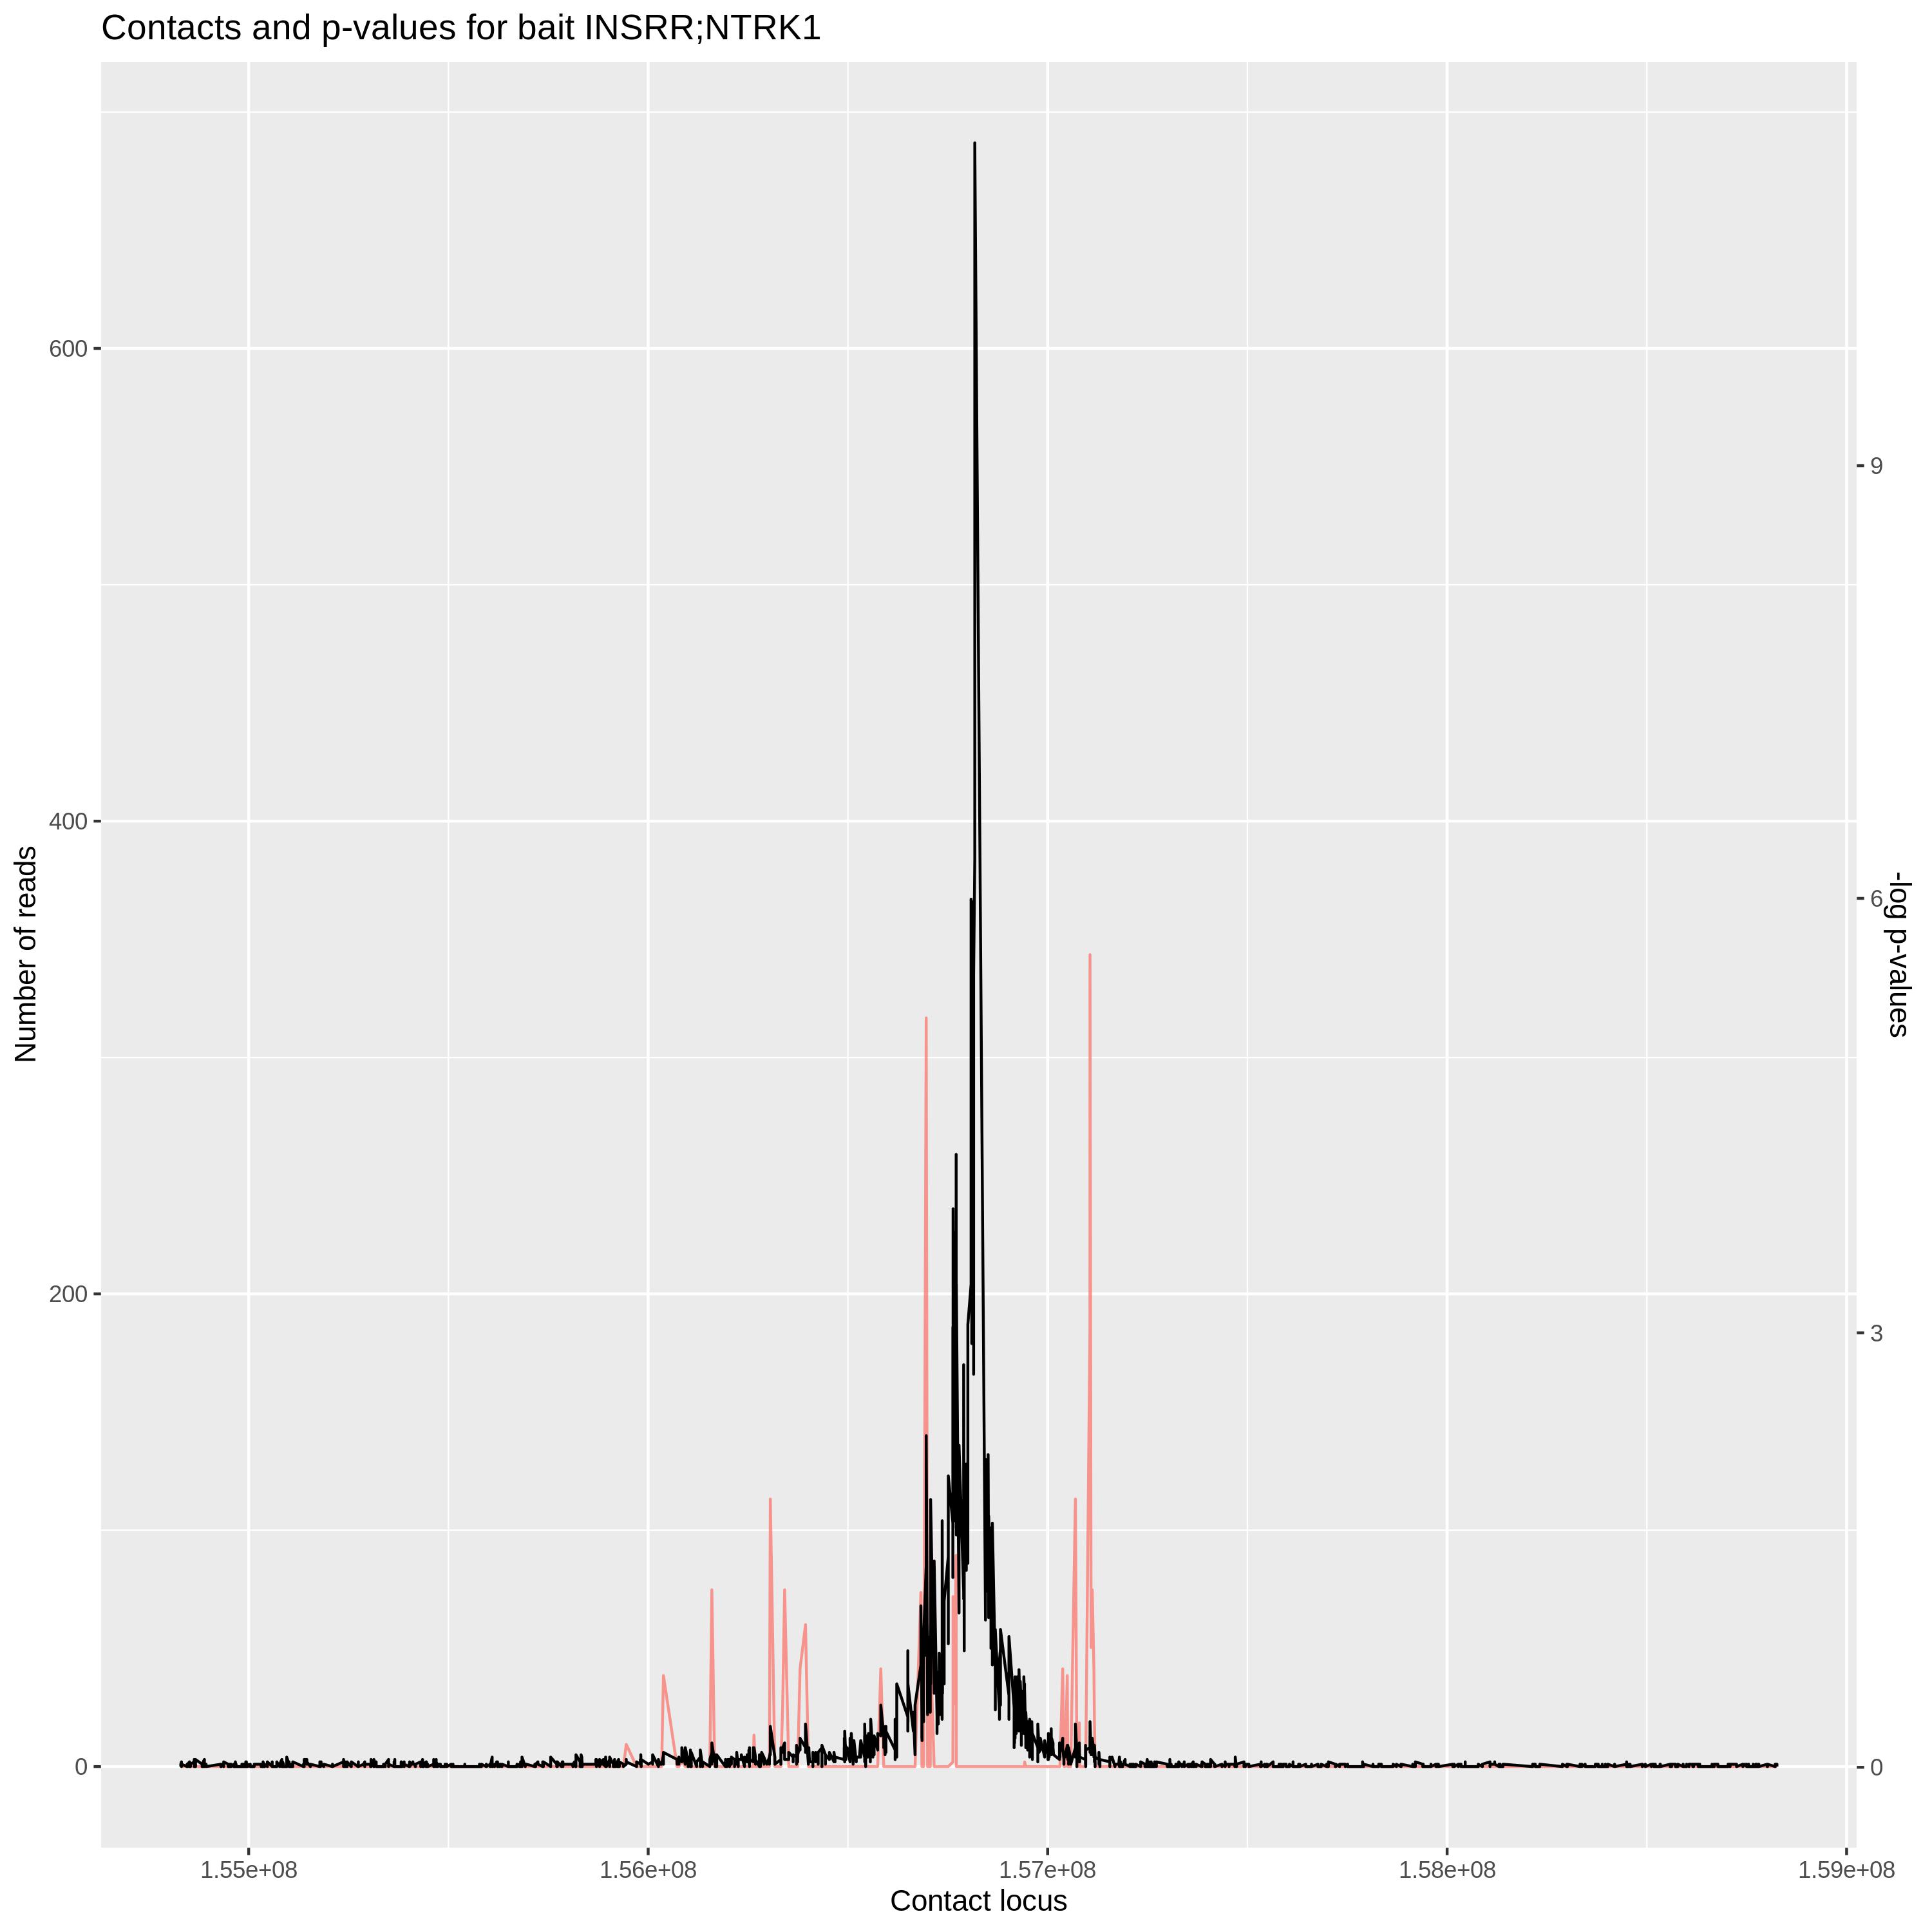 Contacts and p-values for bait INSRR;NTRK1
Number of reads
600
400
200
0
9
6
3
0
-log p-values
1.55e+08
1.56e+08
1.57e+08
1.58e+08
1.59e+08
Contact locus